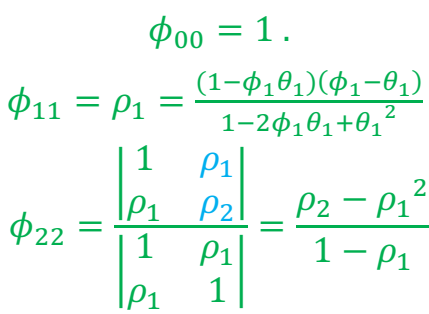 ϕ₀₀ = 1 .
ϕ₁₁ = ρ₁ = (1−ϕ₁θ₁)(ϕ₁−θ₁) / 1−2ϕ₁θ₁+θ₁²
ϕ₂₂ = |1 ρ₁; ρ₁ ρ₂| / |1 ρ₁; ρ₁ 1| = ρ₂ − ρ₁² / 1 − ρ₁